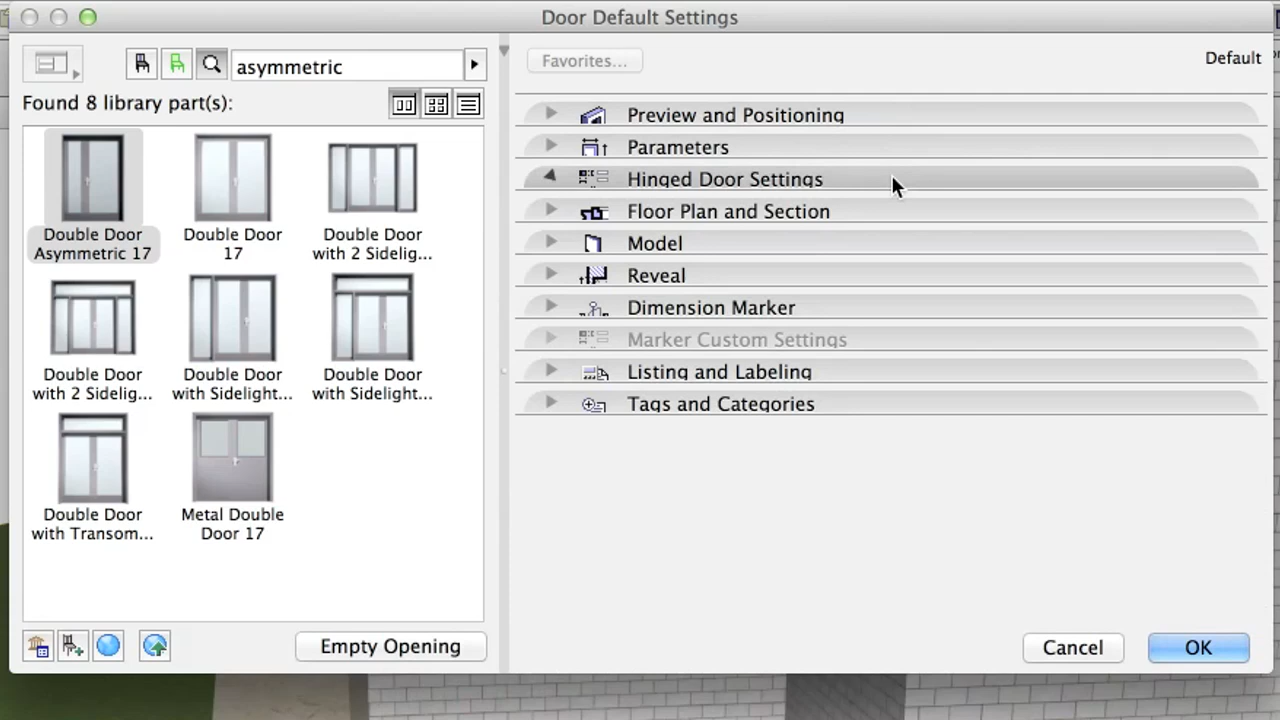 Door Default Settings
asymmetric
Found 8 library part(s):
Double Door
Asymmetric 17
Double Door
17
Double Door
with 2 Sidelig...
Double Door
with 2 Sidelig...
Double Door
with Sidelight...
Double Door
with Sidelight...
Double Door
with Transom...
Metal Double
Door 17
Empty Opening
Favorites...
Default
Preview and Positioning
Parameters
Hinged Door Settings
Floor Plan and Section
Model
Reveal
Dimension Marker
Marker Custom Settings
Listing and Labeling
Tags and Categories
Cancel
OK